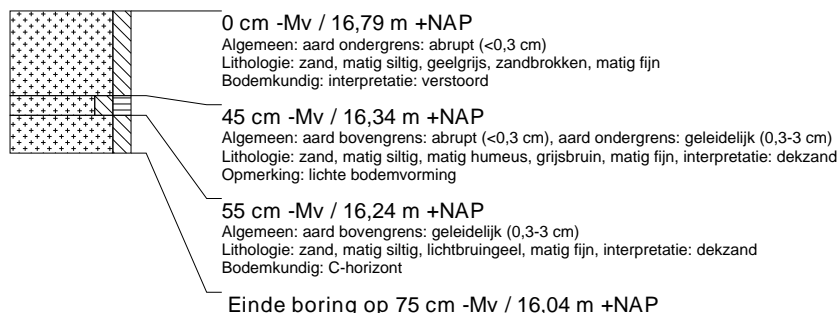 0 cm -Mv / 16,79 m +NAP
Algemeen: aard ondergrens: abrupt (<0,3 cm)
Lithologie: zand, matig siltig, geelgrijs, zandbrokken, matig fijn
Bodemkundig: interpretatie: verstoord
45 cm -Mv / 16,34 m +NAP
Algemeen: aard bovengrens: abrupt (<0,3 cm), aard ondergrens: geleidelijk (0,3-3 cm)
Lithologie: zand, matig siltig, matig humeus, grijsbruin, matig fijn, interpretatie: dekzand
Opmerking: lichte bodemvorming
55 cm -Mv / 16,24 m +NAP
Algemeen: aard bovengrens: geleidelijk (0,3-3 cm)
Lithologie: zand, matig siltig, lichtbruingeel, matig fijn, interpretatie: dekzand
Bodemkundig: C-horizont
Einde boring op 75 cm -Mv / 16,04 m +NAP